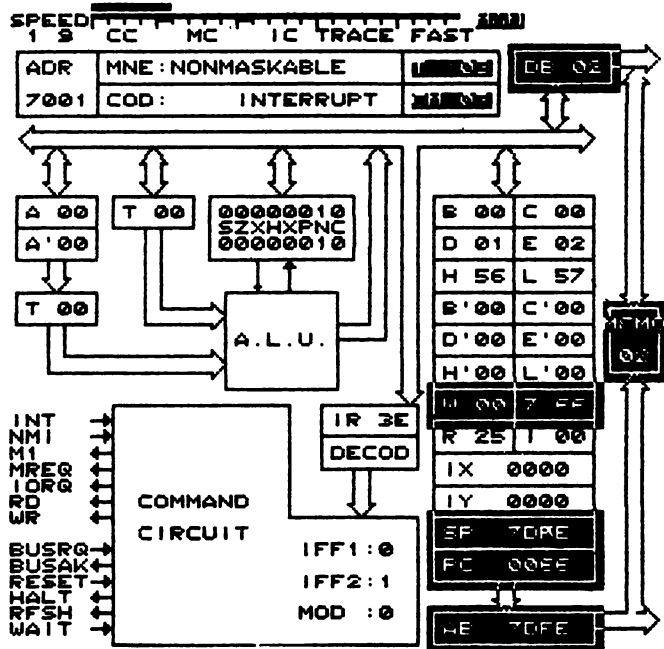 SPEED
1 9 CC MC IC TRACE FAST
ADR MNE:NONMASKABLE
7001 COD: INTERRUPT
DB 02
A 00
A'00
T 00
T 00
00000010
SZXHXPNC
00000010
A.L.U.
B 00 C 00
D 01 E 02
H 56 L 57
B'00 C'00
D'00 E'00
H'00 L'00
R 25 I 00
IX 0000
IY 0000
SP
PC
AB
02
IR 3E
DECOD
INT
NMI
M1
MREQ
IORQ
RD
WR
BUSRQ
BUSAK
RESET
HALT
RFSH
WAIT
COMMAND
CIRCUIT
IFF1:0
IFF2:1
MOD :0